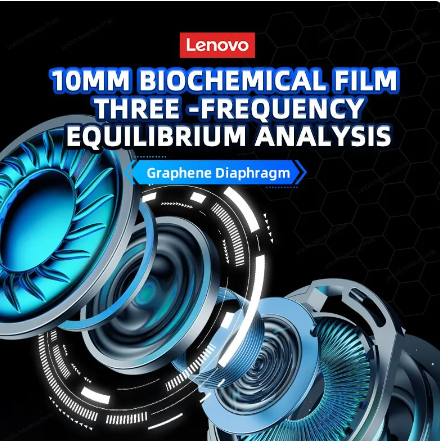 Lenovo
10MM BIOCHEMICAL FILM
THREE -FREQUENCY
EQUILIBRIUM ANALYSIS
Graphene Diaphragm